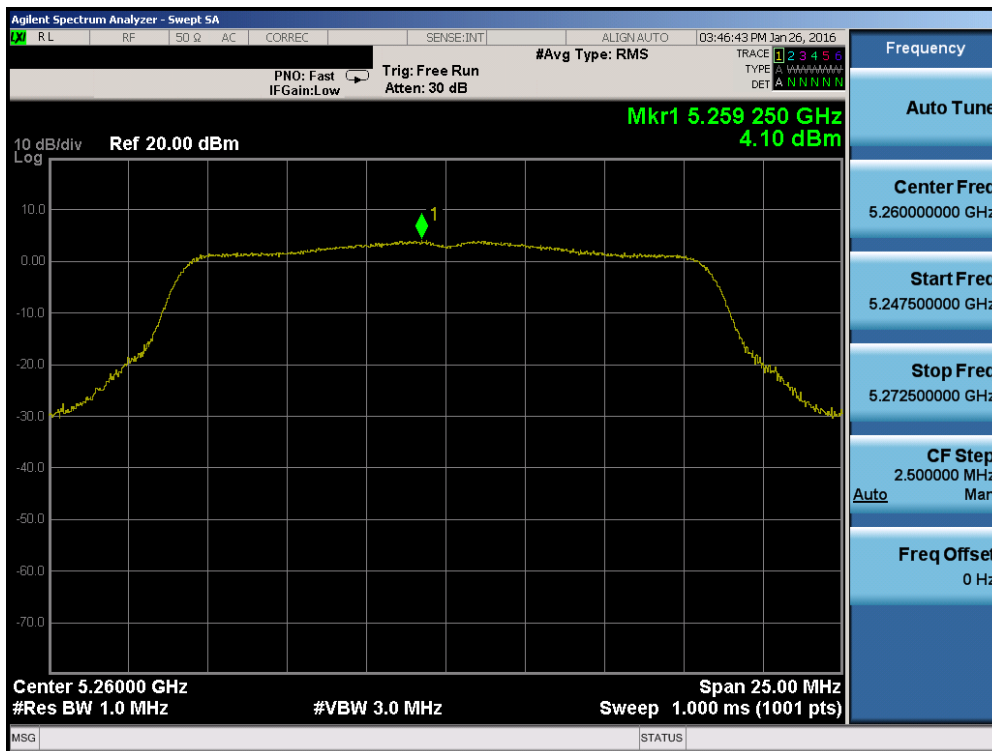 Agilent Spectrum Analyzer - Swept SA
LXI RL RF 50 Ω AC CORREC SENSE:INT ALIGNAUTO 03:46:43 PM Jan 26, 2016
#Avg Type: RMS
TRACE 1 2 3 4 5 6
TYPE A WWWWW
DET A N N N N N
PNO: Fast Trig: Free Run
IFGain:Low Atten: 30 dB
Mkr1 5.259 250 GHz
4.10 dBm
10 dB/div Ref 20.00 dBm
Log
10.0
1
0.00
-10.0
-20.0
-30.0
-40.0
-50.0
-60.0
-70.0
Center 5.26000 GHz Span 25.00 MHz
#Res BW 1.0 MHz #VBW 3.0 MHz Sweep 1.000 ms (1001 pts)
MSG STATUS
Frequency
Auto Tune
Center Freq
5.260000000 GHz
Start Freq
5.247500000 GHz
Stop Freq
5.272500000 GHz
CF Step
2.500000 MHz
Auto Man
Freq Offset
0 Hz